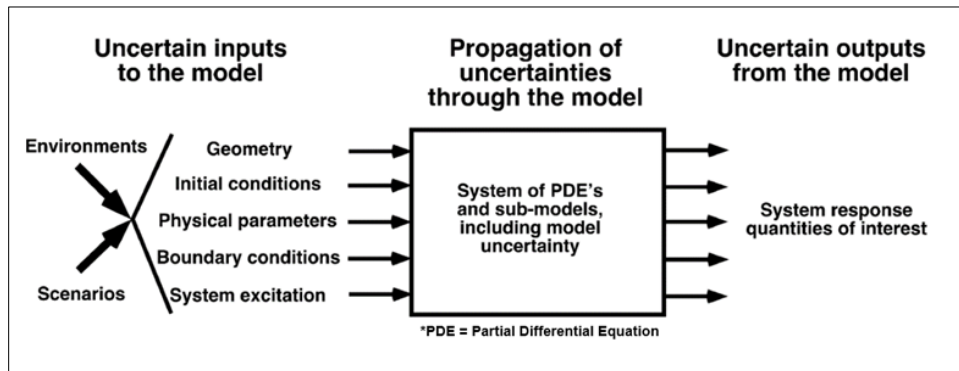 Uncertain inputs
to the model
Propagation of
uncertainties
through the model
Uncertain outputs
from the model
Environments
Scenarios
Geometry
Initial conditions
Physical parameters
Boundary conditions
System excitation
System of PDE's
and sub-models,
including model
uncertainty
*PDE = Partial Differential Equation
System response
quantities of interest